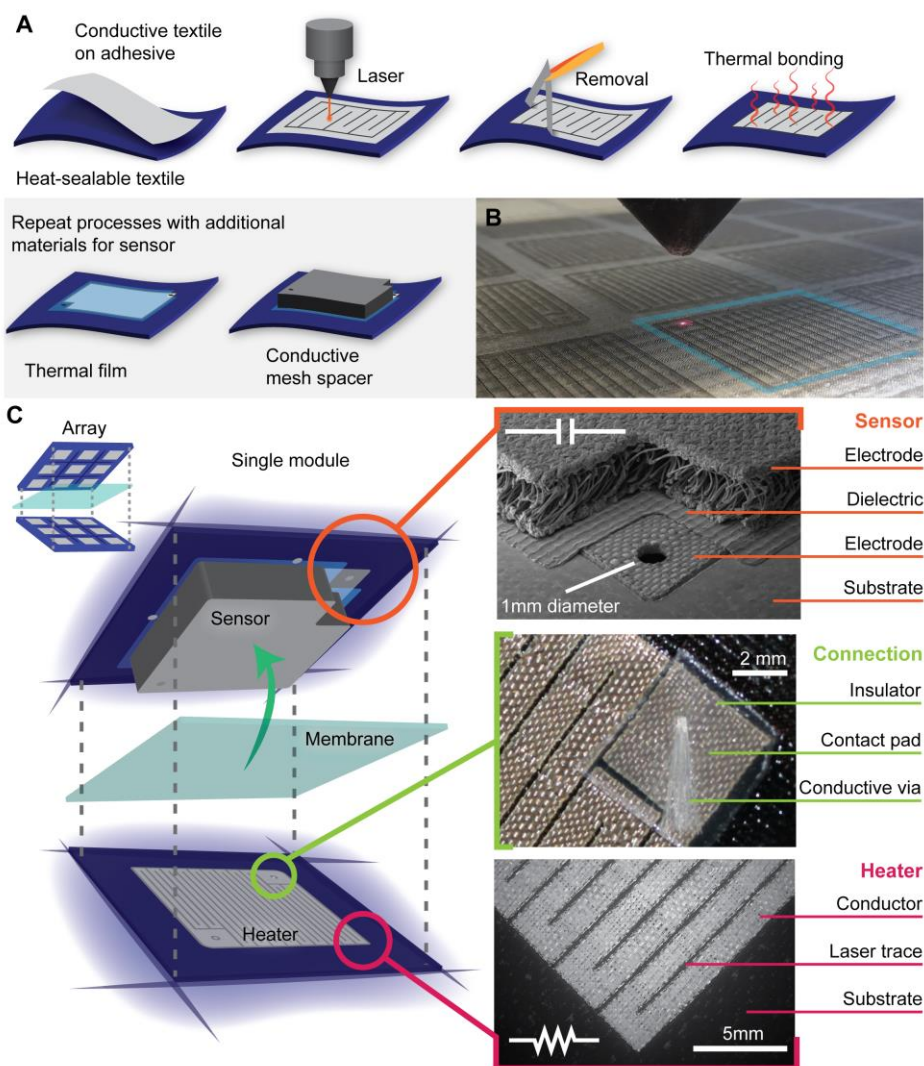 A
Conductive textile
on adhesive
Laser
Removal
Thermal bonding
Heat-sealable textile
Repeat processes with additional
materials for sensor
Thermal film
Conductive
mesh spacer
B
C
Array
Single module
Sensor
Membrane
Heater
Sensor
Electrode
Dielectric
Electrode
Substrate
1mm diameter
Connection
2 mm
Insulator
Contact pad
Conductive via
Heater
Conductor
Laser trace
Substrate
5mm